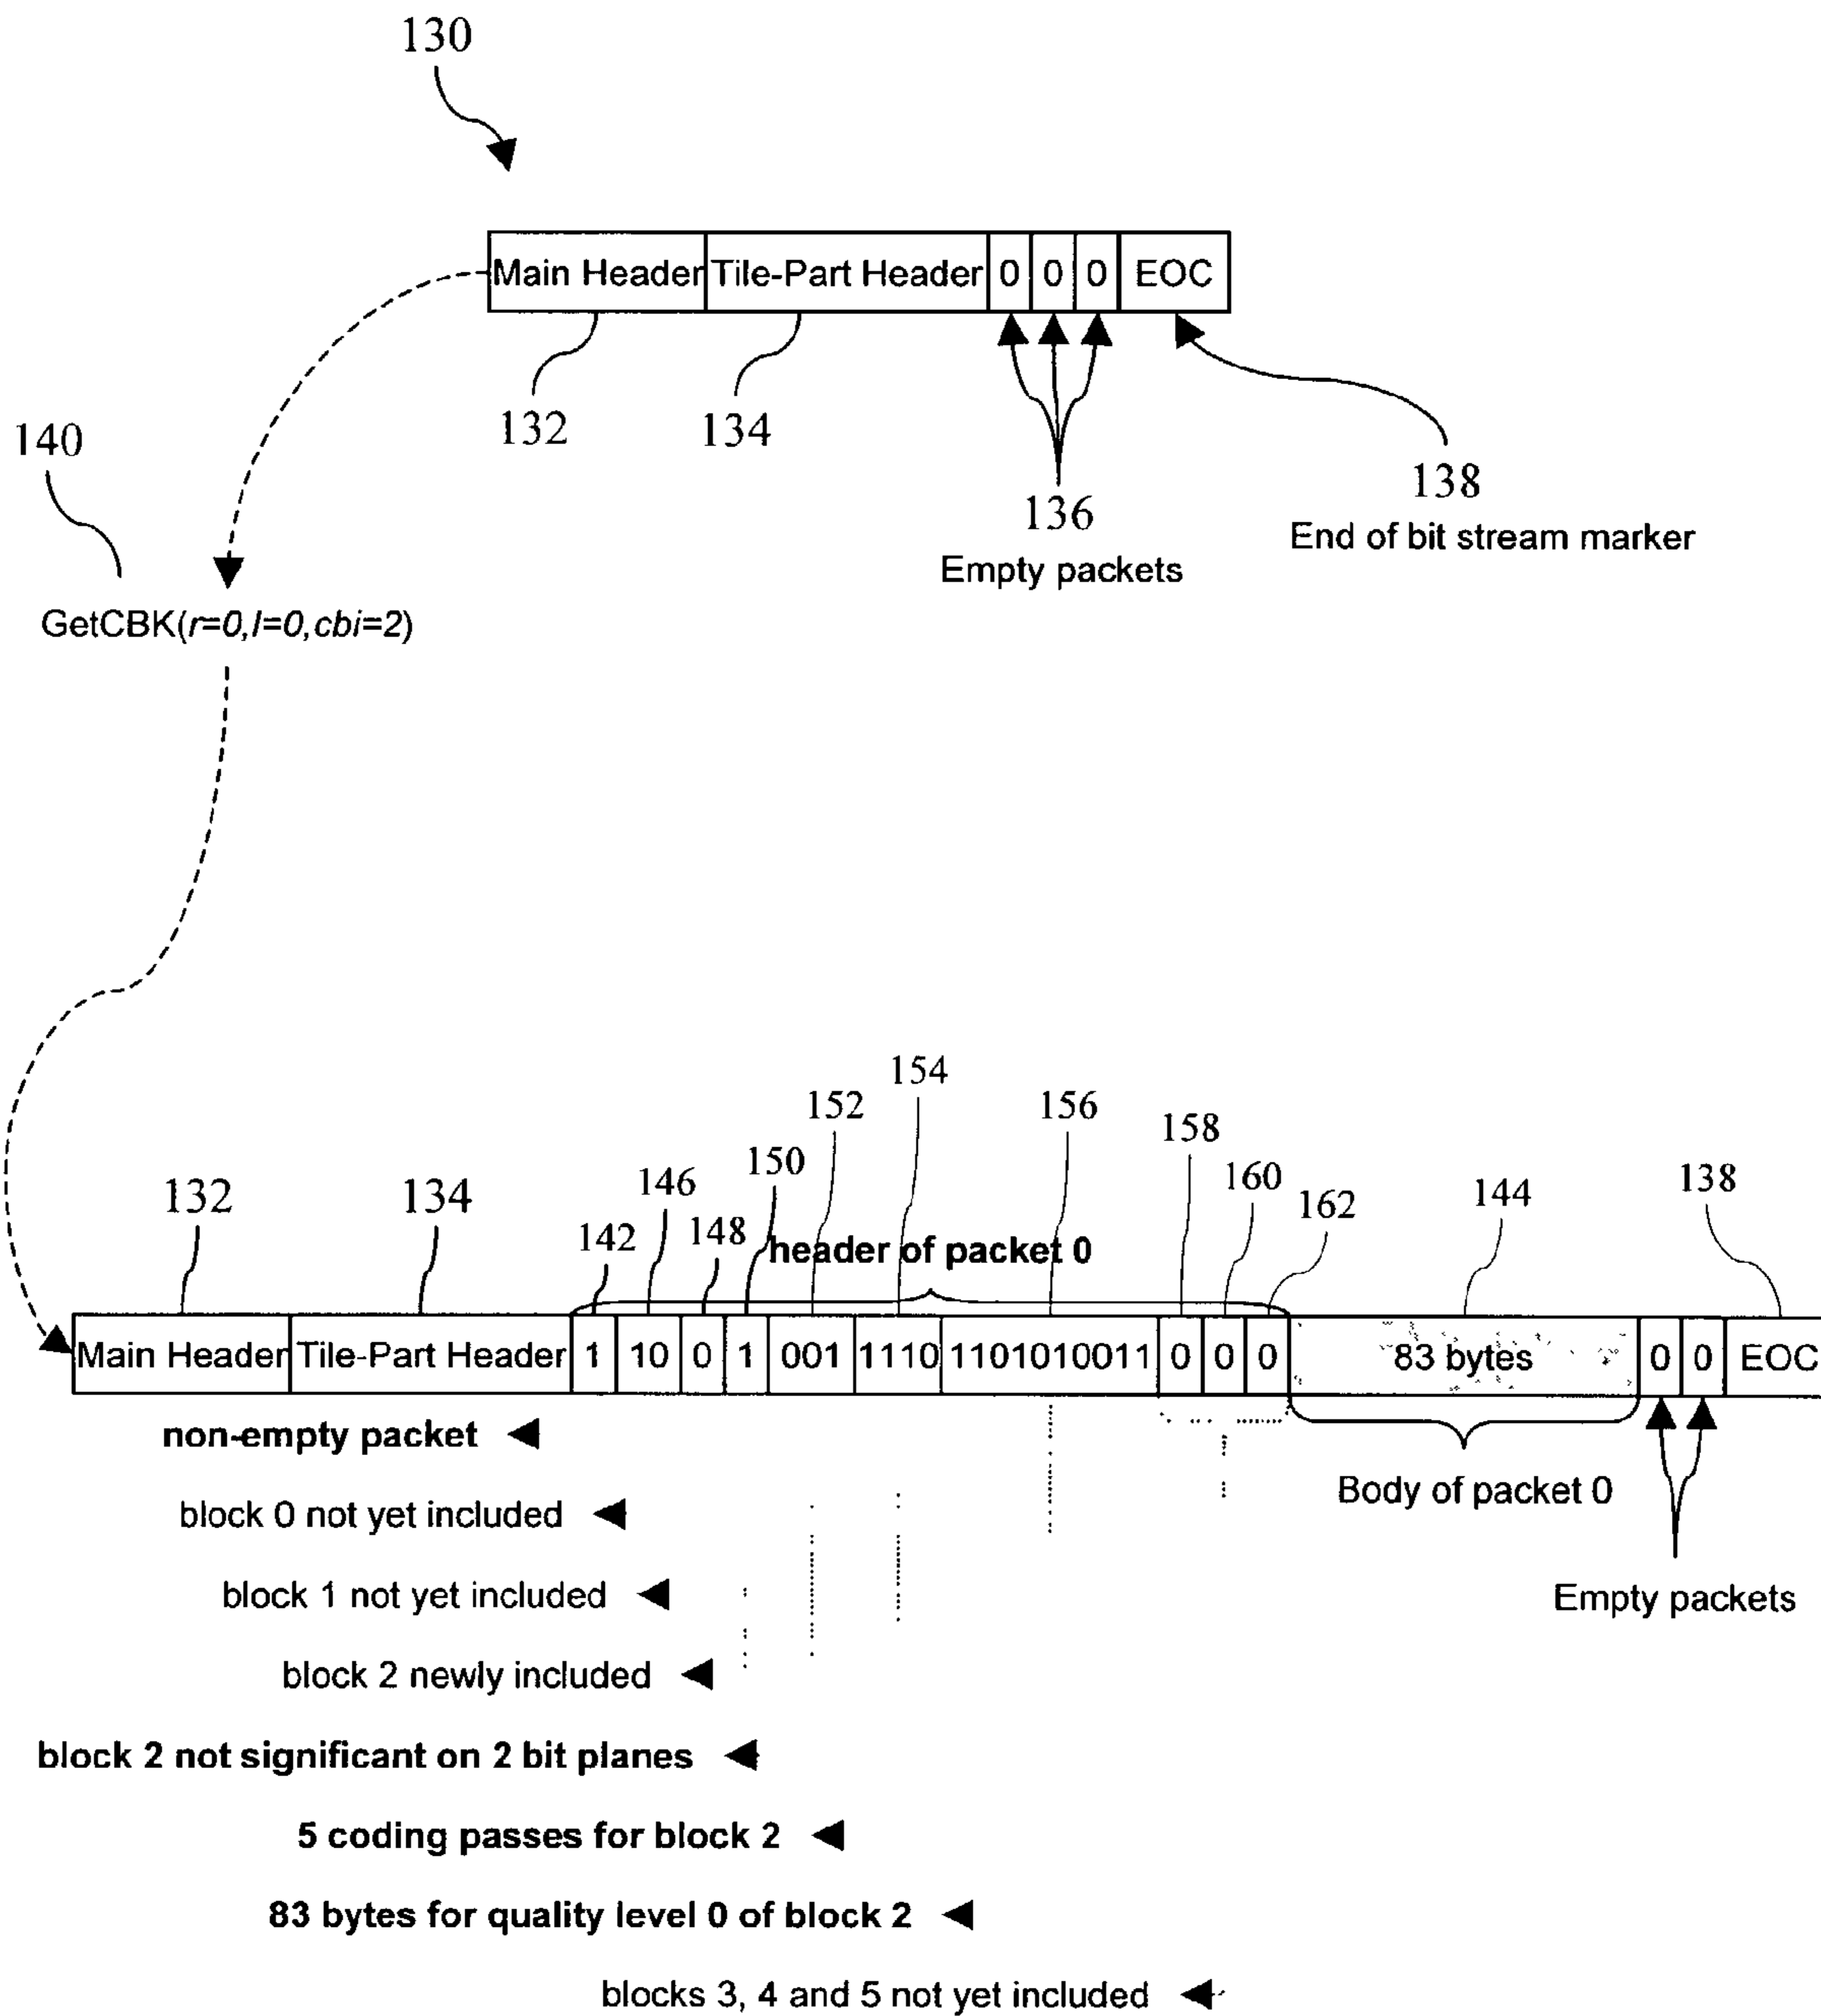 130
Main Header Tile-Part Header 0 0 0 EOC
132 134
140
136
138
Empty packets
End of bit stream marker
GetCBK(r=0,l=0,cbi=2)
154
152 156
158
150
146 160
132 134 144 138
162
142 148
header of packet 0
Main Header Tile-Part Header 1 10 0 1 001 1110 1101010011 0 0 0 83 bytes 0 0 EOC
non-empty packet
Body of packet 0
block 0 not yet included
block 1 not yet included
Empty packets
block 2 newly included
block 2 not significant on 2 bit planes
5 coding passes for block 2
83 bytes for quality level 0 of block 2
blocks 3, 4 and 5 not yet included